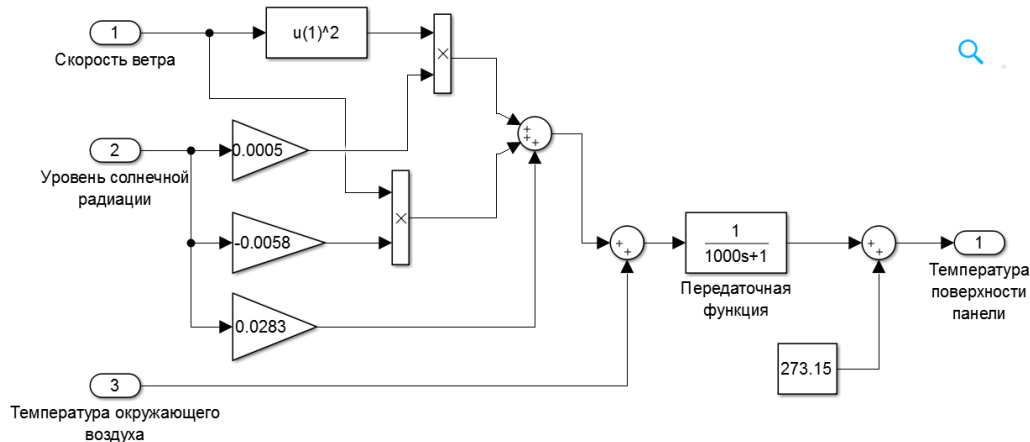 1
u(1)^2
×
Скорость ветра
+
+
+
2
0.0005
Уровень солнечной
радиации
×
-0.0058
+
+
1
1000s+1
+
+
1
Передаточная
функция
Температура
поверхности
панели
0.0283
273.15
3
Температура окружающего
воздуха